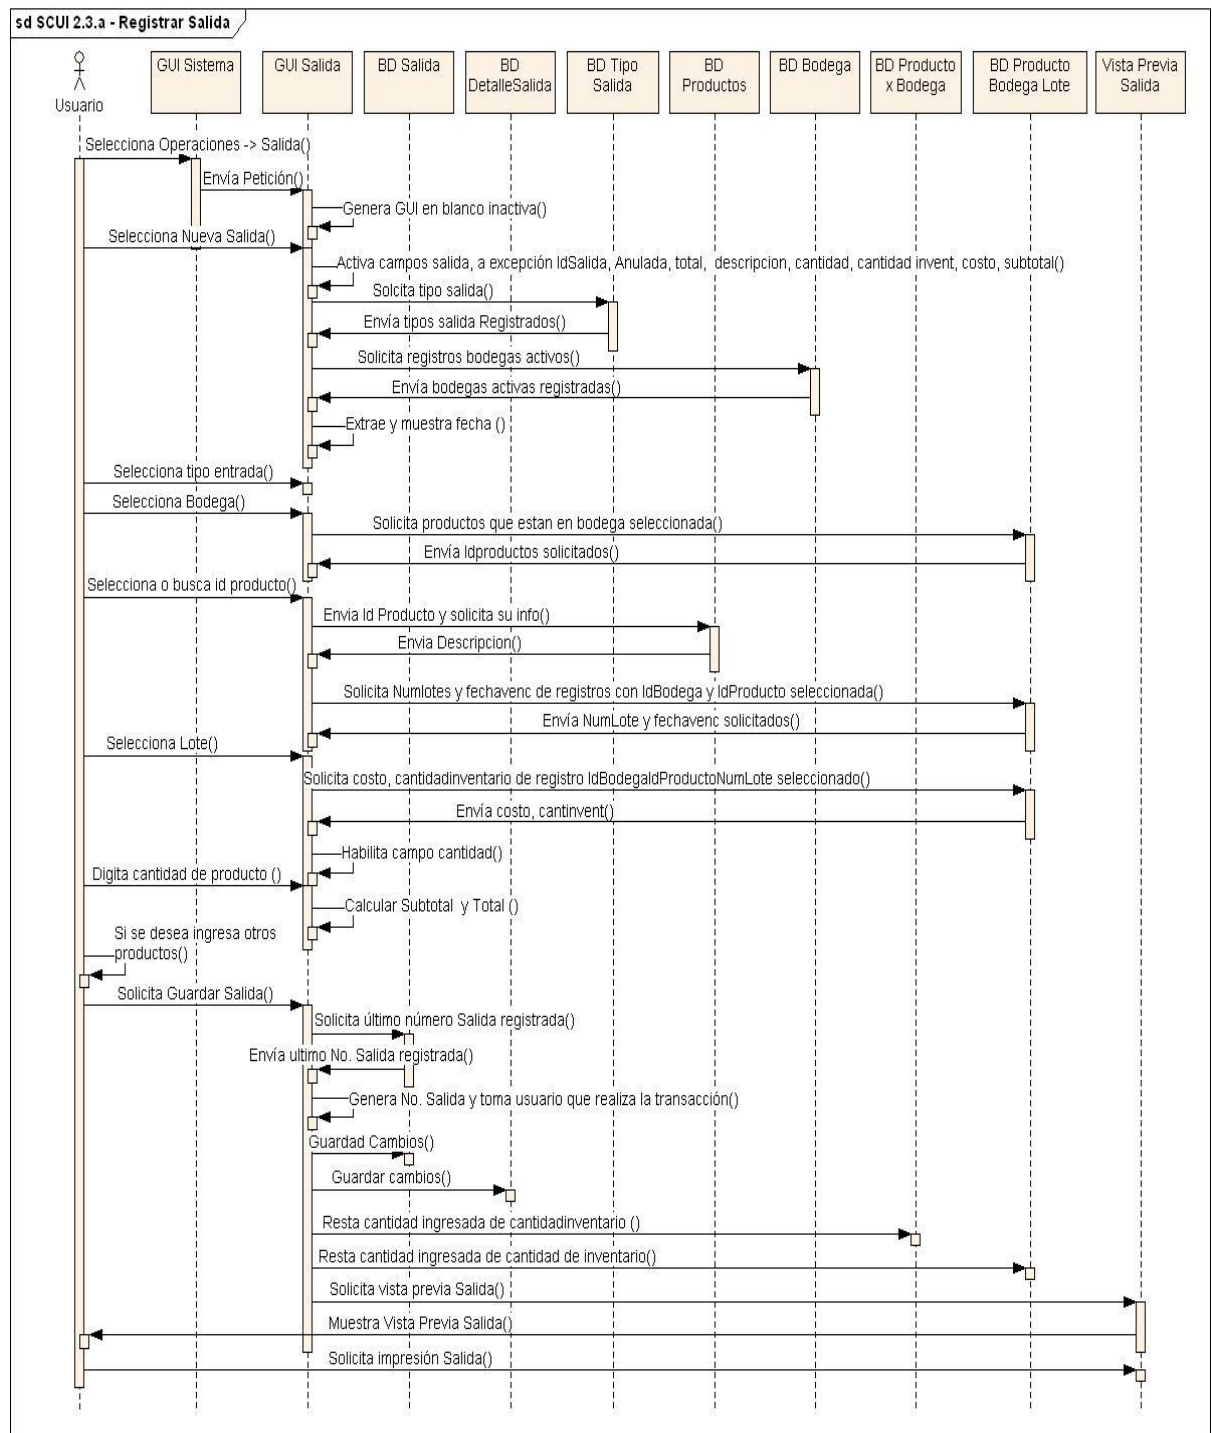 sd SCUI 2.3.a - Registrar Salida
Usuario
GUI Sistema
GUI Salida
BD Salida
BD
DetalleSalida
BD Tipo
Salida
BD
Productos
BD Bodega
BD Producto
x Bodega
BD Producto
Bodega Lote
Vista Previa
Salida
Selecciona Operaciones -> Salida()
Envía Petición()
Genera GUI en blanco inactiva()
Selecciona Nueva Salida()
Activa campos salida, a excepción IdSalida, Anulada, total, descripcion, cantidad, cantidad invent, costo, subtotal()
Solcita tipo salida()
Envía tipos salida Registrados()
Solicita registros bodegas activos()
Envía bodegas activas registradas()
Extrae y muestra fecha ()
Selecciona tipo entrada()
Selecciona Bodega()
Solicita productos que estan en bodega seleccionada()
Envía Idproductos solicitados()
Selecciona o busca id producto()
Envia Id Producto y solicita su info()
Envia Descripcion()
Solicita Numlotes y fechavenc de registros con IdBodega y IdProducto seleccionada()
Envía NumLote y fechavenc solicitados()
Selecciona Lote()
Solicita costo, cantidadinventario de registro IdBodegaIdProductoNumLote seleccionado()
Envía costo, cantinvent()
Habilita campo cantidad()
Digita cantidad de producto ()
Calcular Subtotal y Total ()
Si se desea ingresa otros
productos()
Solicita Guardar Salida()
Solicita último número Salida registrada()
Envía ultimo No. Salida registrada()
Genera No. Salida y toma usuario que realiza la transacción()
Guardad Cambios()
Guardar cambios()
Resta cantidad ingresada de cantidadinventario ()
Resta cantidad ingresada de cantidad de inventario()
Solicita vista previa Salida()
Muestra Vista Previa Salida()
Solicita impresión Salida()